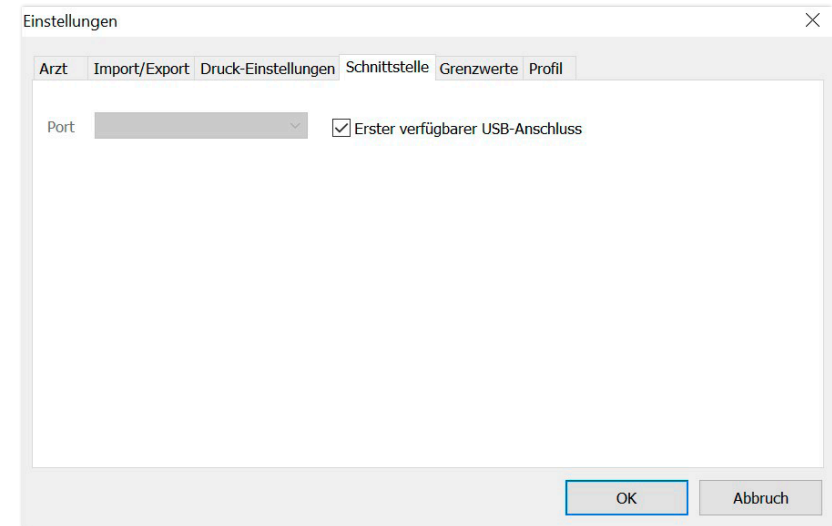 Einstellungen
Arzt Import/Export Druck-Einstellungen Schnittstelle Grenzwerte Profil
Port Erster verfügbarer USB-Anschluss
OK Abbruch